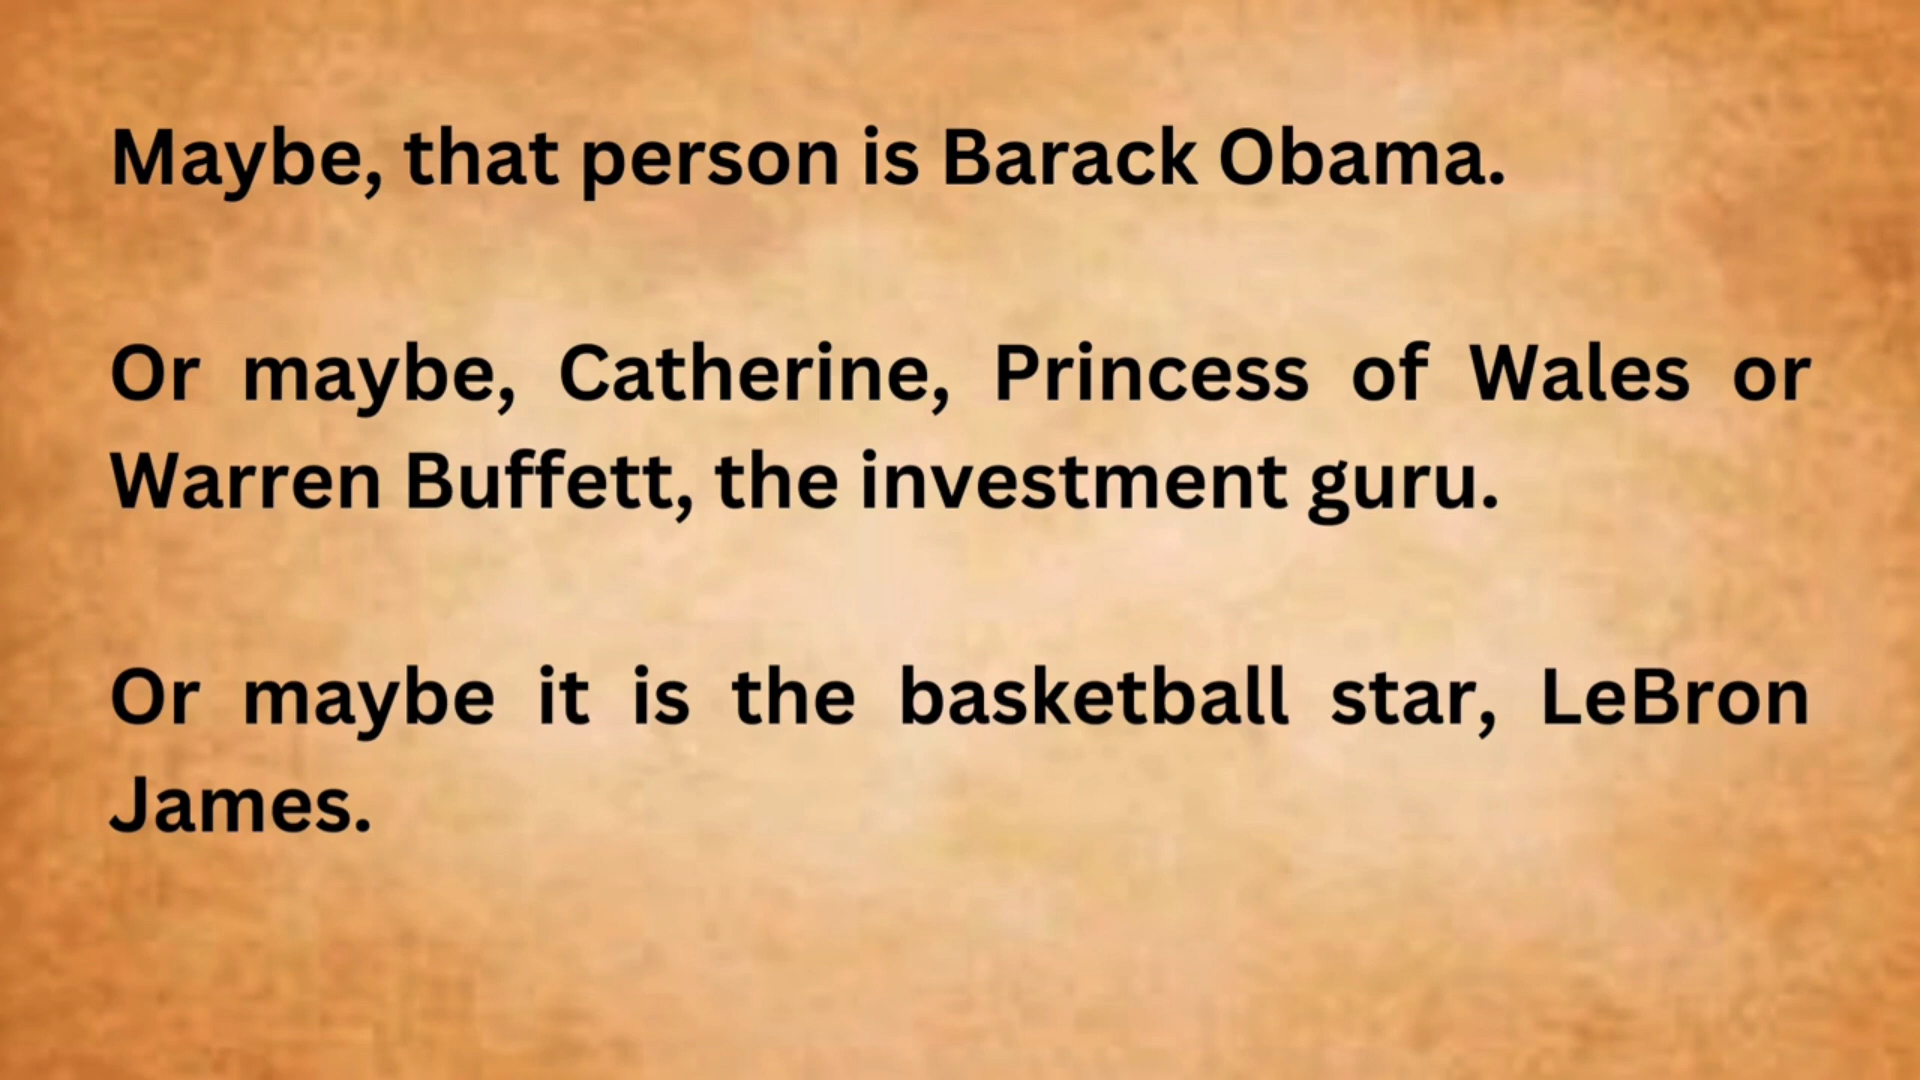 Maybe, that person is Barack Obama.
Or maybe, Catherine, Princess of Wales or
Warren Buffett, the investment guru.
Or maybe it is the basketball star, LeBron
James.